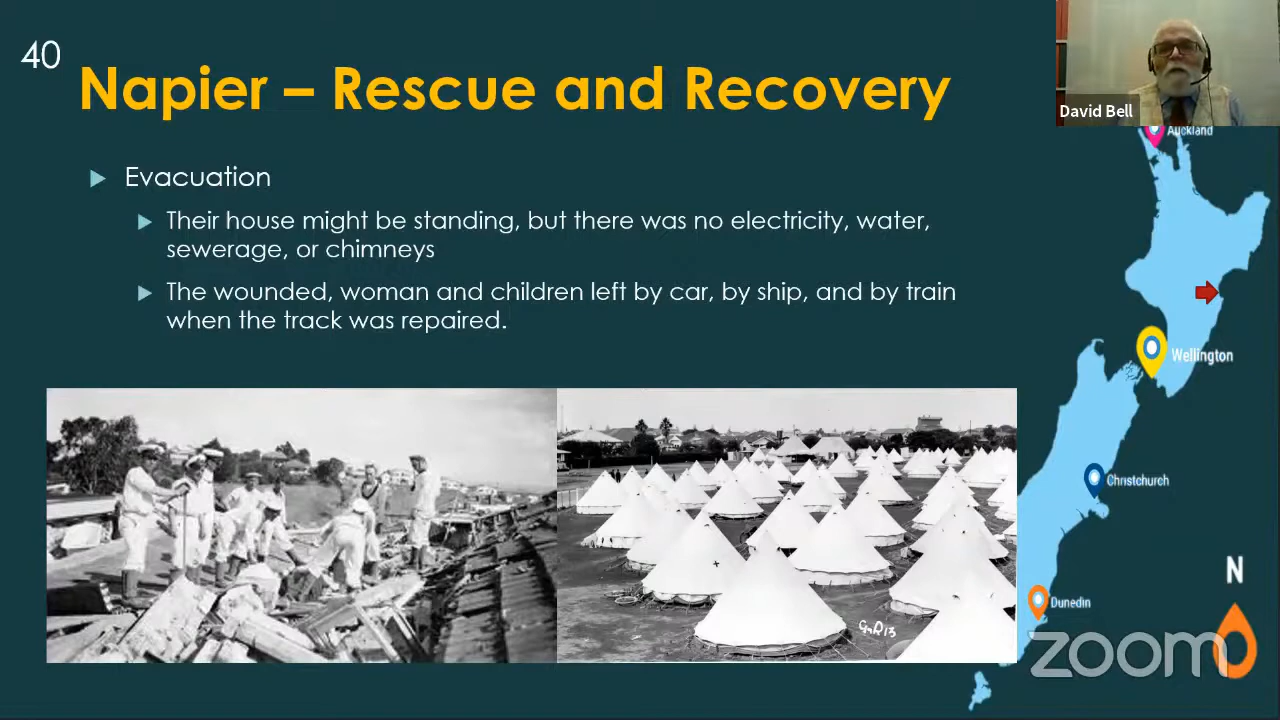 40
Napier – Rescue and Recovery
David Bell
Auckland
Evacuation
Their house might be standing, but there was no electricity, water,
sewerage, or chimneys
The wounded, woman and children left by car, by ship, and by train
when the track was repaired.
Wellington
Christchurch
N
Dunedin
GnR13
zoom